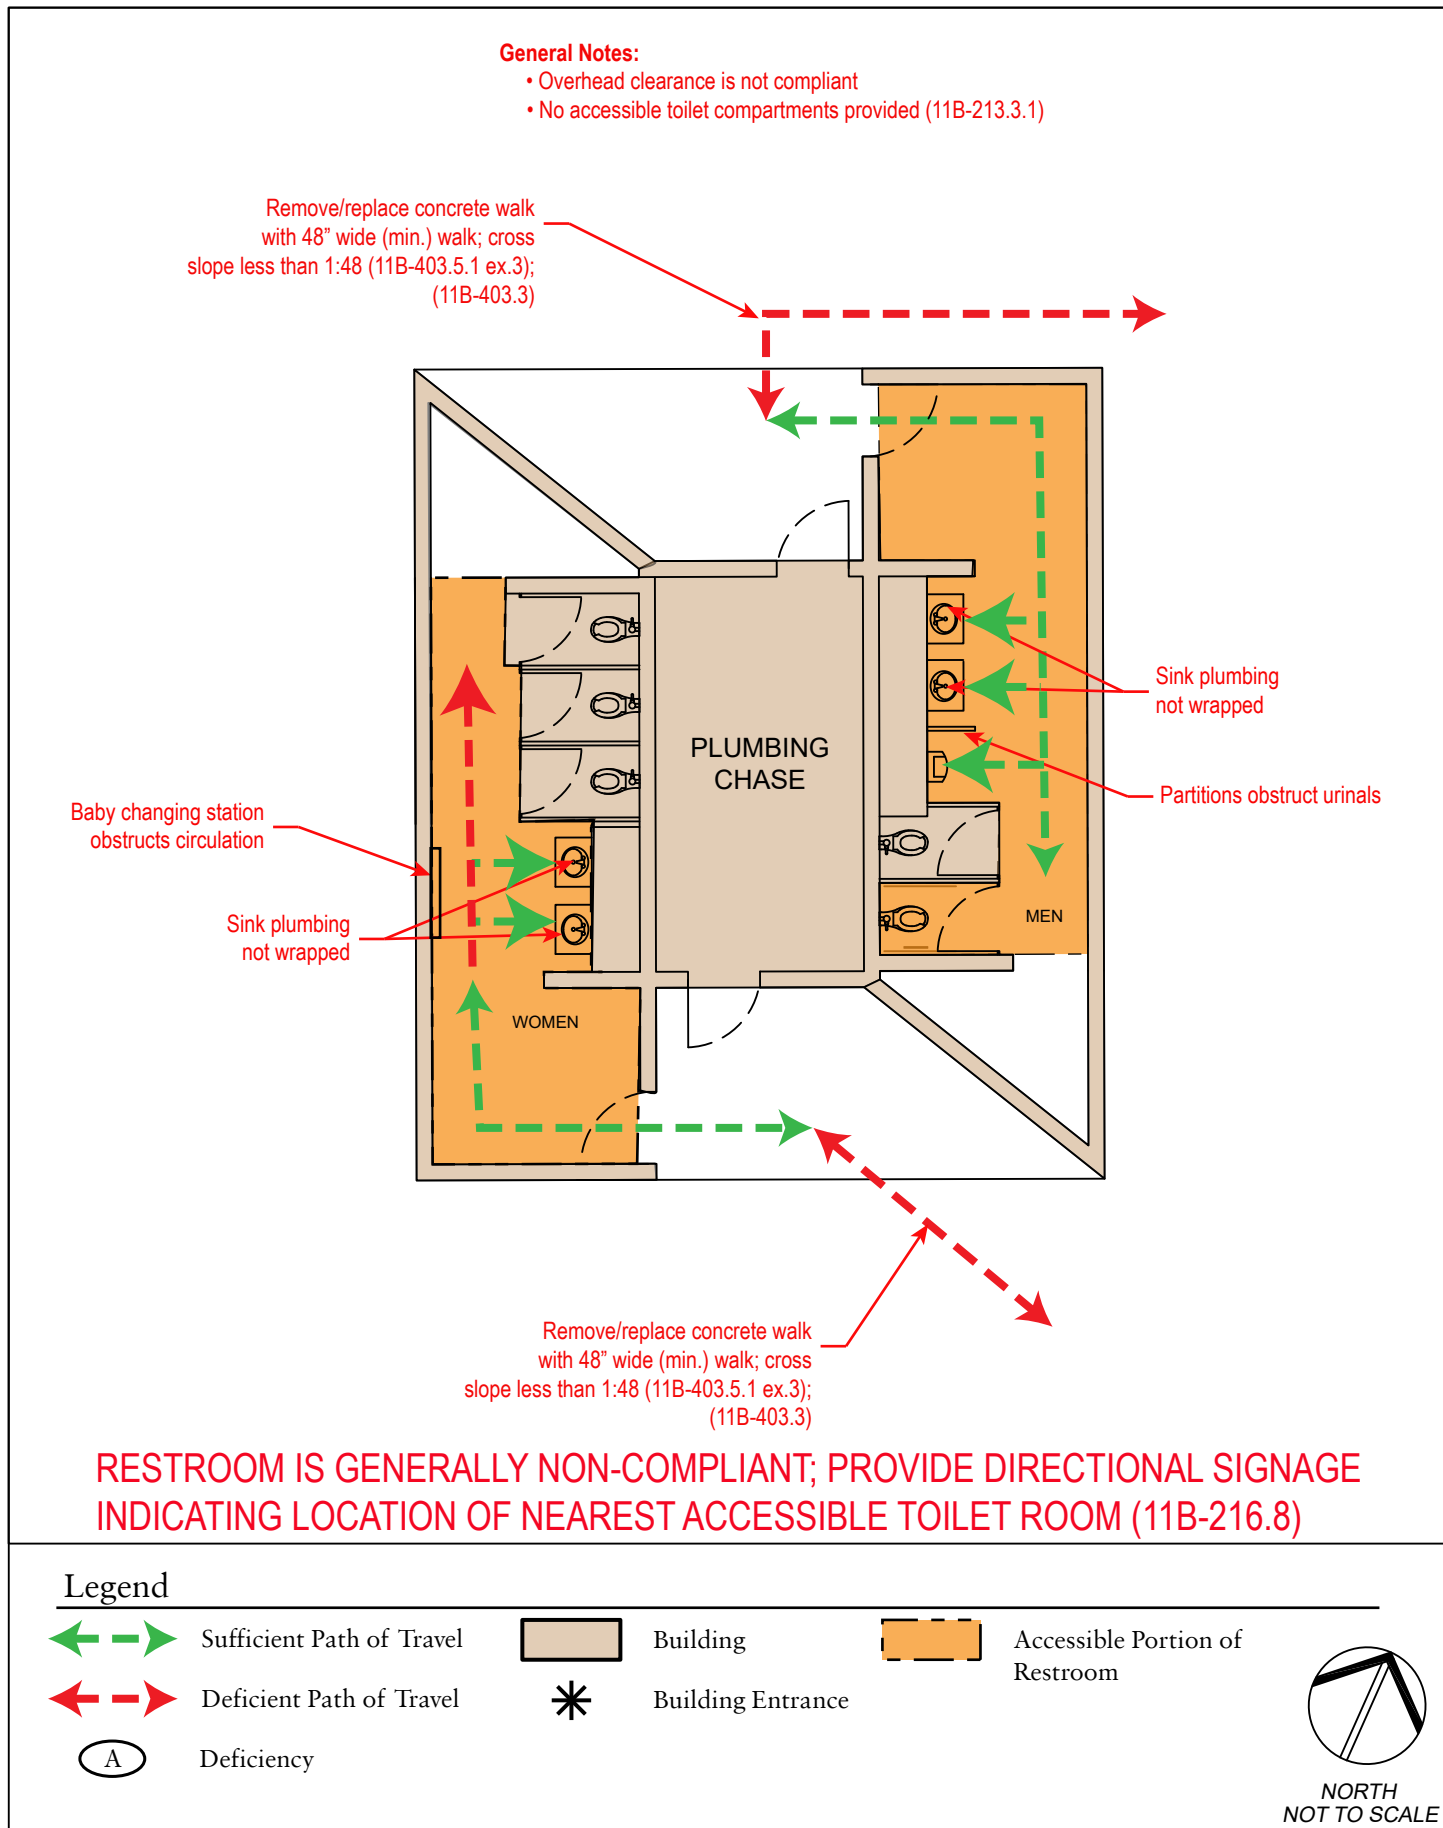 General Notes:
• Overhead clearance is not compliant
• No accessible toilet compartments provided (11B-213.3.1)
Remove/replace concrete walk
with 48” wide (min.) walk; cross
slope less than 1:48 (11B-403.5.1 ex.3);
(11B-403.3)
Sink plumbing
not wrapped
PLUMBING
CHASE
Partitions obstruct urinals
Baby changing station
obstructs circulation
Sink plumbing
not wrapped
MEN
WOMEN
Remove/replace concrete walk
with 48” wide (min.) walk; cross
slope less than 1:48 (11B-403.5.1 ex.3);
(11B-403.3)
RESTROOM IS GENERALLY NON-COMPLIANT; PROVIDE DIRECTIONAL SIGNAGE
INDICATING LOCATION OF NEAREST ACCESSIBLE TOILET ROOM (11B-216.8)
Legend
Sufficient Path of Travel
Building
Accessible Portion of
Restroom
Deficient Path of Travel
Building Entrance
A
Deficiency
NORTH
NOT TO SCALE